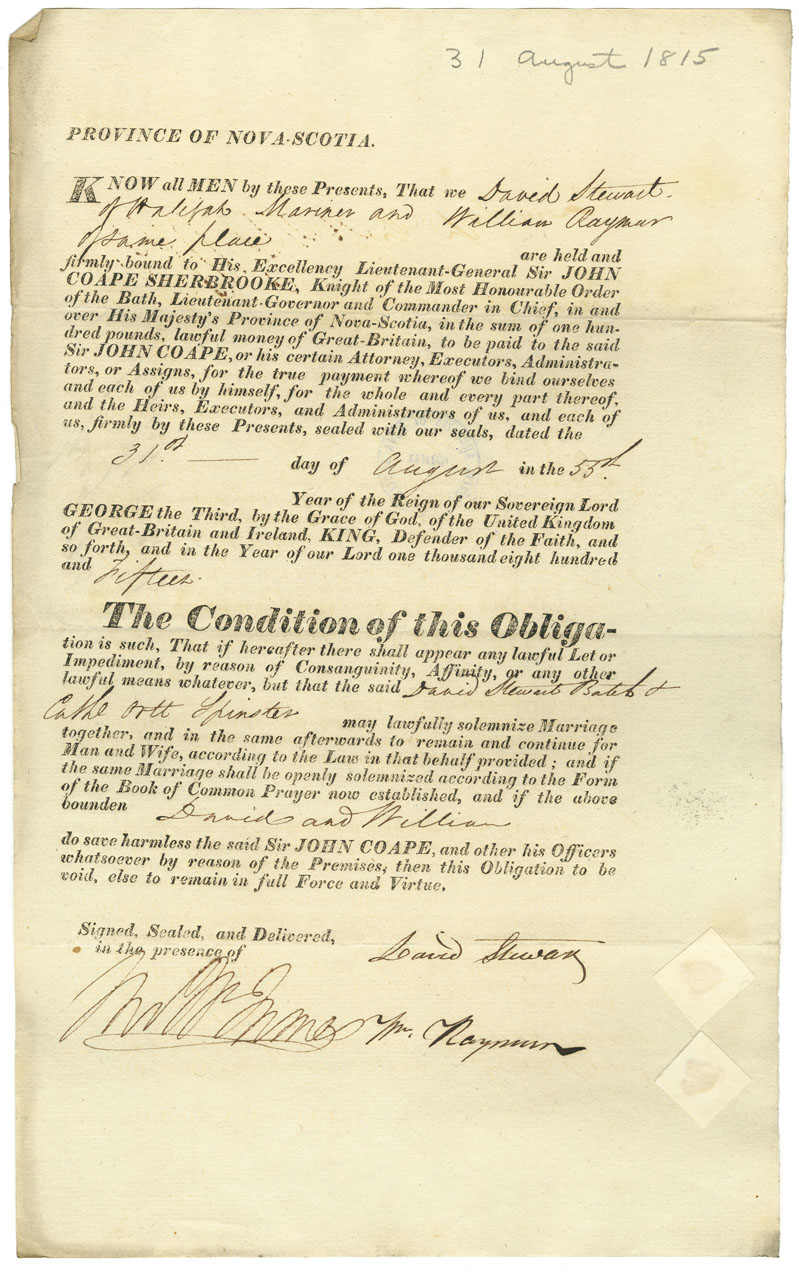 31 August 1815
PROVINCE OF NOVA-SCOTIA.
KNOW all MEN by these Presents, That we David Stewart
of Halifax Mariner and William Raymur
of same place
are held and
firmly bound to His Excellency Lieutenant-General Sir JOHN
COAPE SHERBROOKE, Knight of the Most Honourable Order
of the Bath, Lieutenant-Governor and Commander in Chief, in and
over His Majesty's Province of Nova-Scotia, in the sum of one hun-
dred pounds, lawful money of Great-Britain, to be paid to the said
Sir JOHN COAPE, or his certain Attorney, Executors, Administra-
tors, or Assigns, for the true payment whereof we bind ourselves
and each of us by himself, for the whole and every part thereof,
and the Heirs, Executors, and Administrators of us, and each of
us, firmly by these Presents, sealed with our seals, dated the
31st day of August in the 55th
Year of the Reign of our Sovereign Lord
GEORGE the Third, by the Grace of God, of the United Kingdom
of Great-Britain and Ireland, KING, Defender of the Faith, and
so forth, and in the Year of our Lord one thousand eight hundred
and Fifteen.
The Condition of this Obliga-
tion is such, That if hereafter there shall appear any lawful Let or
Impediment, by reason of Consanguinity, Affinity, or any other
lawful means whatever, but that the said David Stewart Batch &
Cathe Ott Spinster may lawfully solemnize Marriage
together, and in the same afterwards to remain and continue for
Man and Wife, according to the Law in that behalf provided; and if
the same Marriage shall be openly solemnized according to the Form
of the Book of Common Prayer now established, and if the above
bounden David and William
do save harmless the said Sir JOHN COAPE, and other his Officers
whatsoever by reason of the Premises, then this Obligation to be
void, else to remain in full Force and Virtue.
Signed, Sealed, and Delivered,
in the presence of
David Stewart
Wm. Raymur